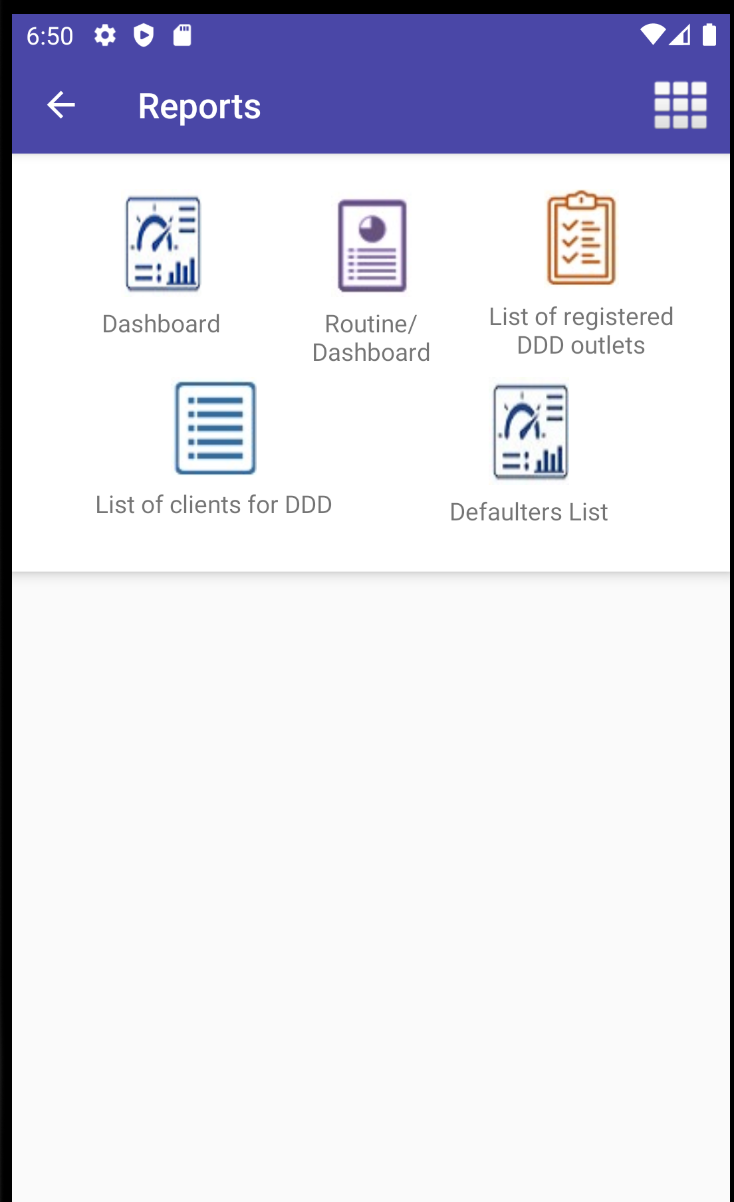 6:50
Reports
Dashboard
Routine/
Dashboard
List of registered
DDD outlets
List of clients for DDD
Defaulters List